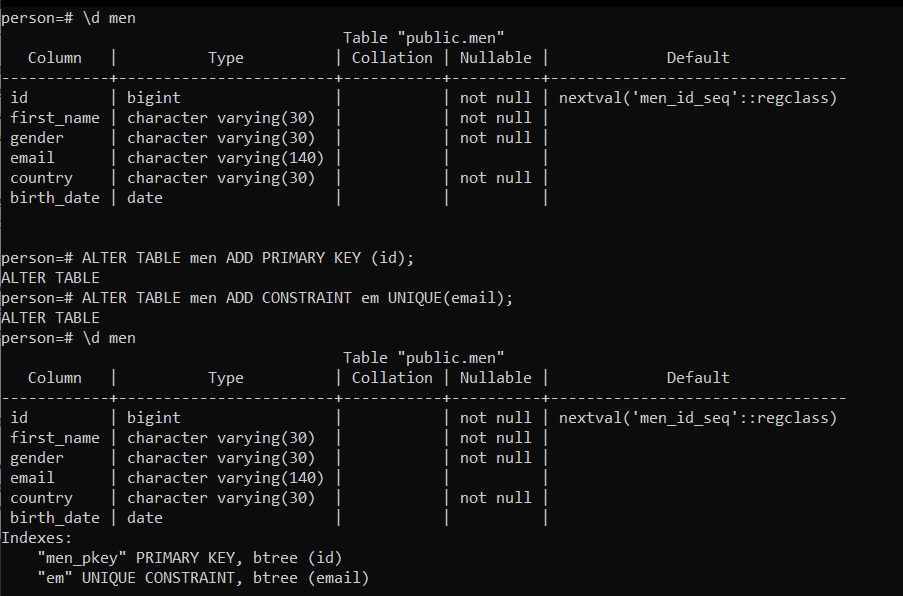 person=# \d men
                                      Table "public.men"
   Column   |          Type          | Collation | Nullable |             Default
------------+------------------------+-----------+----------+---------------------------------
 id         | bigint                 |           | not null | nextval('men_id_seq'::regclass)
 first_name | character varying(30)  |           | not null |
 gender     | character varying(30)  |           | not null |
 email      | character varying(140) |           |          |
 country    | character varying(30)  |           | not null |
 birth_date | date                   |           |          |
person=# ALTER TABLE men ADD PRIMARY KEY (id);
ALTER TABLE
person=# ALTER TABLE men ADD CONSTRAINT em UNIQUE(email);
ALTER TABLE
person=# \d men
                                      Table "public.men"
   Column   |          Type          | Collation | Nullable |             Default
------------+------------------------+-----------+----------+---------------------------------
 id         | bigint                 |           | not null | nextval('men_id_seq'::regclass)
 first_name | character varying(30)  |           | not null |
 gender     | character varying(30)  |           | not null |
 email      | character varying(140) |           |          |
 country    | character varying(30)  |           | not null |
 birth_date | date                   |           |          |
Indexes:
    "men_pkey" PRIMARY KEY, btree (id)
    "em" UNIQUE CONSTRAINT, btree (email)